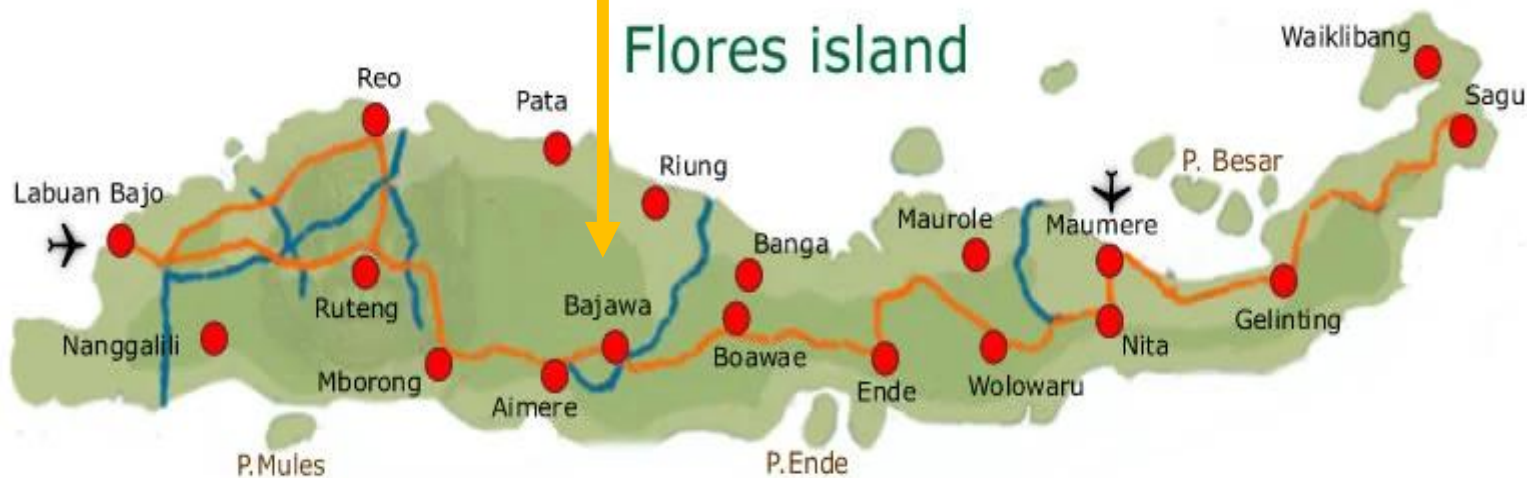 Flores island
Waiklibang
Reo
Pata
Sagu
Riung
P. Besar
Labuan Bajo
Maurole
Maumere
Banga
Ruteng
Bajawa
Nanggalili
Boawae
Nita
Gelinting
Mborong
Aimere
Ende
Wolowaru
P.Mules
P.Ende